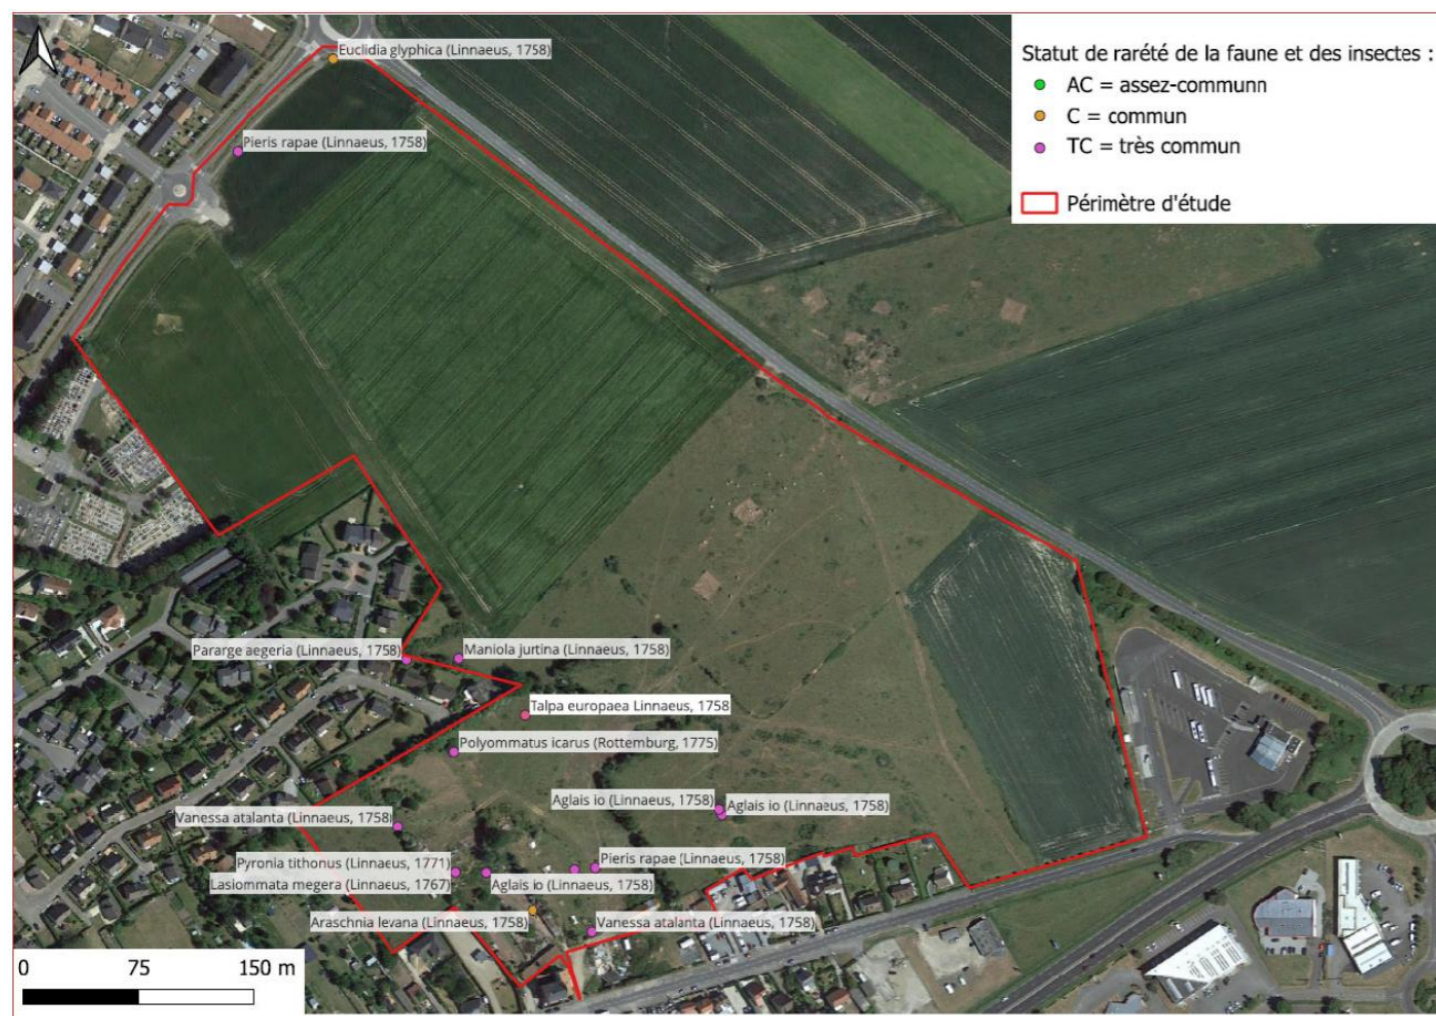 Euclidia glyphica (Linnaeus, 1758)
Statut de rarété de la faune et des insectes :
AC = assez-communn
C = commun
TC = très commun
Périmètre d'étude
Pieris rapae (Linnaeus, 1758)
Pararge aegeria (Linnaeus, 1758)
Maniola jurtina (Linnaeus, 1758)
Talpa europaea Linnaeus, 1758
Polyommatus icarus (Rottemburg, 1775)
Aglais io (Linnaeus, 1758)
Aglais io (Linnaeus, 1758)
Vanessa atalanta (Linnaeus, 1758)
Pyronia tithonus (Linnaeus, 1771)
Pieris rapae (Linnaeus, 1758)
Lasiommata megera (Linnaeus, 1767)
Aglais io (Linnaeus, 1758)
Araschnia levana (Linnaeus, 1758)
Vanessa atalanta (Linnaeus, 1758)
0 75 150 m